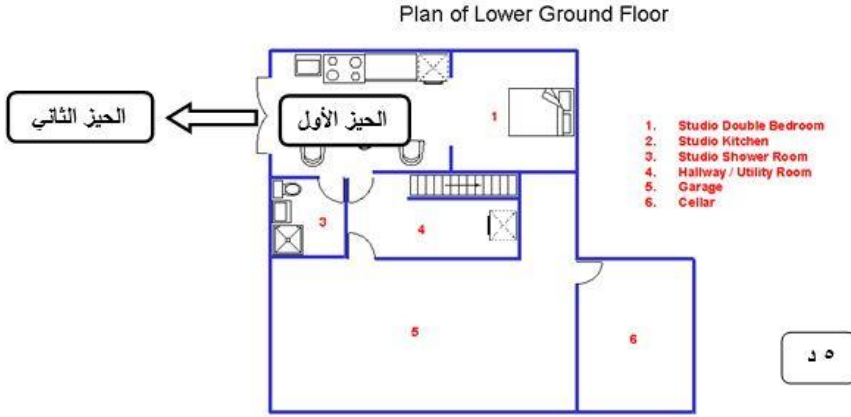 Plan of Lower Ground Floor
الحيز الثاني
الحيز الأول
1
3
4
5
6
1. Studio Double Bedroom
2. Studio Kitchen
3. Studio Shower Room
4. Hallway / Utility Room
5. Garage
6. Cellar
٥ د